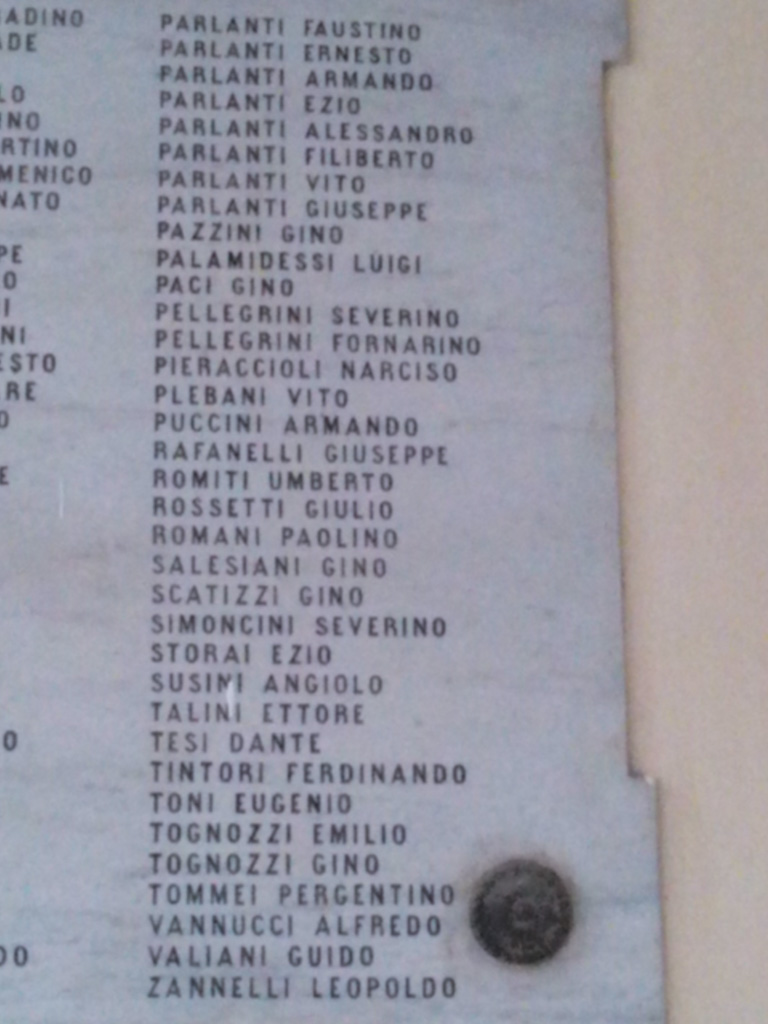 PARLANTI FAUSTINO
PARLANTI ERNESTO
PARLANTI ARMANDO
PARLANTI EZIO
PARLANTI ALESSANDRO
PARLANTI FILIBERTO
PARLANTI VITO
PARLANTI GIUSEPPE
PAZZINI GINO
PALAMIDESSI LUIGI
PACI GINO
PELLEGRINI SEVERINO
PELLEGRINI FORNARINO
PIERACCIOLI NARCISO
PLEBANI VITO
PUCCINI ARMANDO
RAFANELLI GIUSEPPE
ROMITI UMBERTO
ROSSETTI GIULIO
ROMANI PAOLINO
SALESIANI GINO
SCATIZZI GINO
SIMONCINI SEVERINO
STORAI EZIO
SUSINI ANGIOLO
TALINI ETTORE
TESI DANTE
TINTORI FERDINANDO
TONI EUGENIO
TOGNOZZI EMILIO
TOGNOZZI GINO
TOMMEI PERGENTINO
VANNUCCI ALFREDO
VALIANI GUIDO
ZANNELLI LEOPOLDO